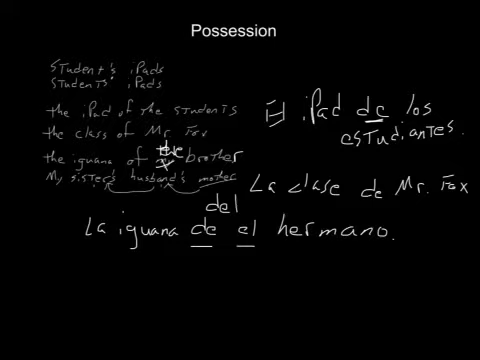 Possession
Student's iPads
Students' iPads
the iPad of the students
the class of Mr. Fox
the iguana of the brother
My sister's husband's mother
El iPad de los
estudiantes.
La clase de Mr. Fox
del
La iguana de el hermano.